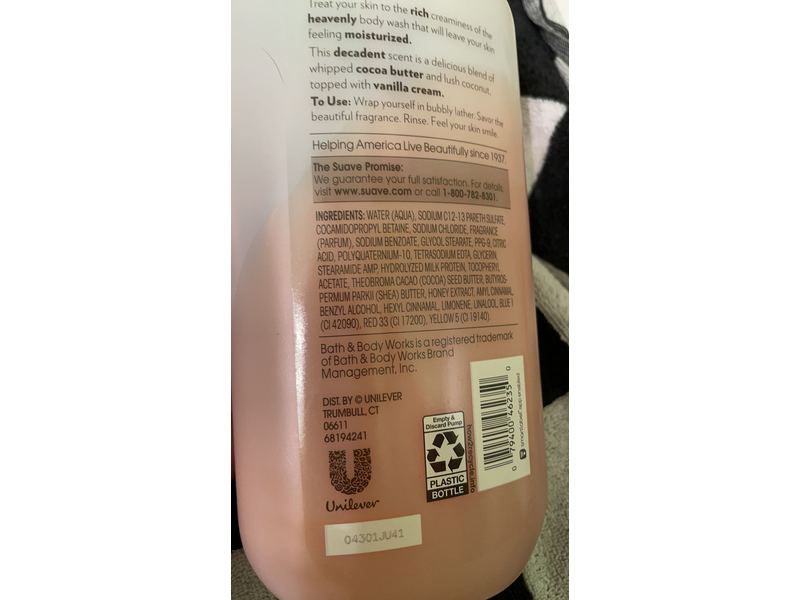 Treat your skin to the rich creaminess of the
heavenly body wash that will leave your skin
feeling moisturized.
This decadent scent is a delicious blend of
whipped cocoa butter and lush coconut,
topped with vanilla cream.
To Use: Wrap yourself in bubbly lather. Savor the
beautiful fragrance. Rinse. Feel your skin smile.
Helping America Live Beautifully since 1937.
The Suave Promise:
We guarantee your full satisfaction. For details,
visit www.suave.com or call 1-800-782-8301.
INGREDIENTS: WATER (AQUA), SODIUM C12-13 PARETH SULFATE,
COCAMIDOPROPYL BETAINE, SODIUM CHLORIDE, FRAGRANCE
(PARFUM), SODIUM BENZOATE, GLYCOL STEARATE, PPG-9, CITRIC
ACID, POLYQUATERNIUM-10, TETRASODIUM EDTA, GLYCERIN,
STEARAMIDE AMP, HYDROLYZED MILK PROTEIN, TOCOPHERYL
ACETATE, THEOBROMA CACAO (COCOA) SEED BUTTER, BUTYROS-
PERMUM PARKII (SHEA) BUTTER, HONEY EXTRACT, AMYL CINNAMAL,
BENZYL ALCOHOL, HEXYL CINNAMAL, LIMONENE, LINALOOL, BLUE 1
(CI 42090), RED 33 (CI 17200), YELLOW 5 (CI 19140).
Bath & Body Works is a registered trademark
of Bath & Body Works Brand
Management, Inc.
DIST. BY © UNILEVER
TRUMBULL, CT
06611
68194241
Unilever
04301JU41
Empty &
Discard Pump
PLASTIC
BOTTLE
how2recycle.info
0 79400 46235 0